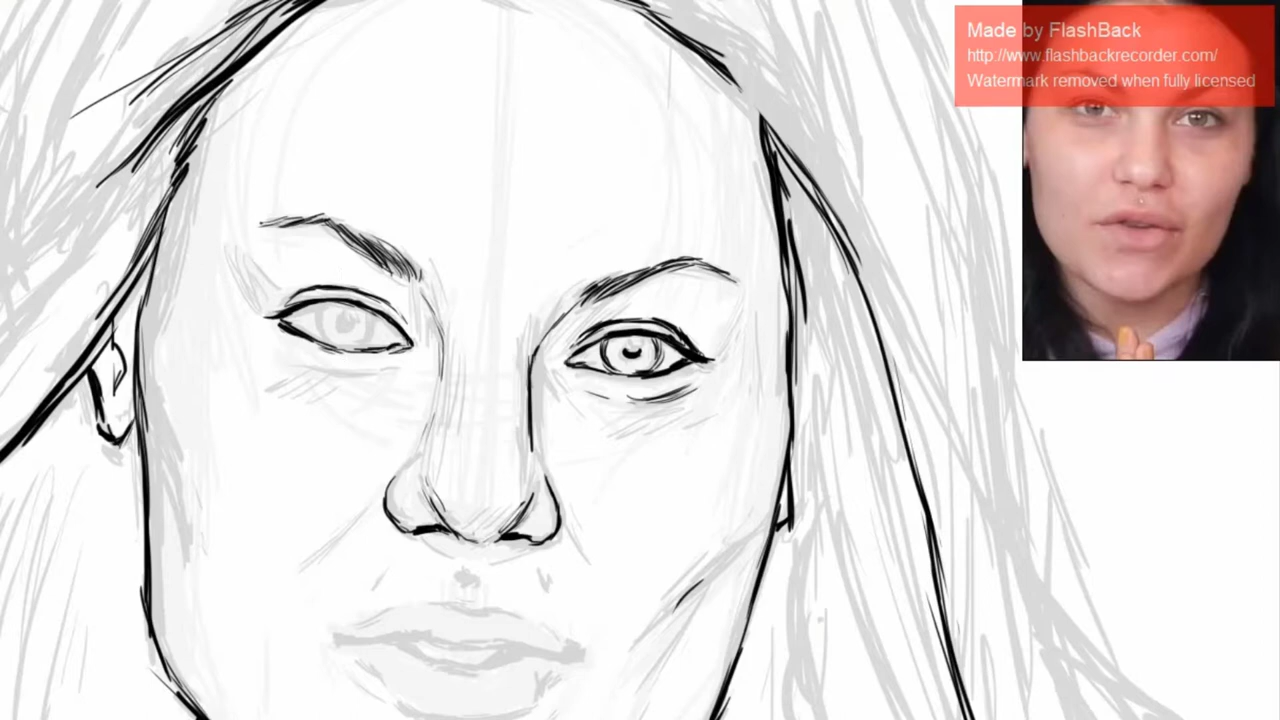 Made by FlashBack
http://www.flashbackrecorder.com/
Watermark removed when fully licensed